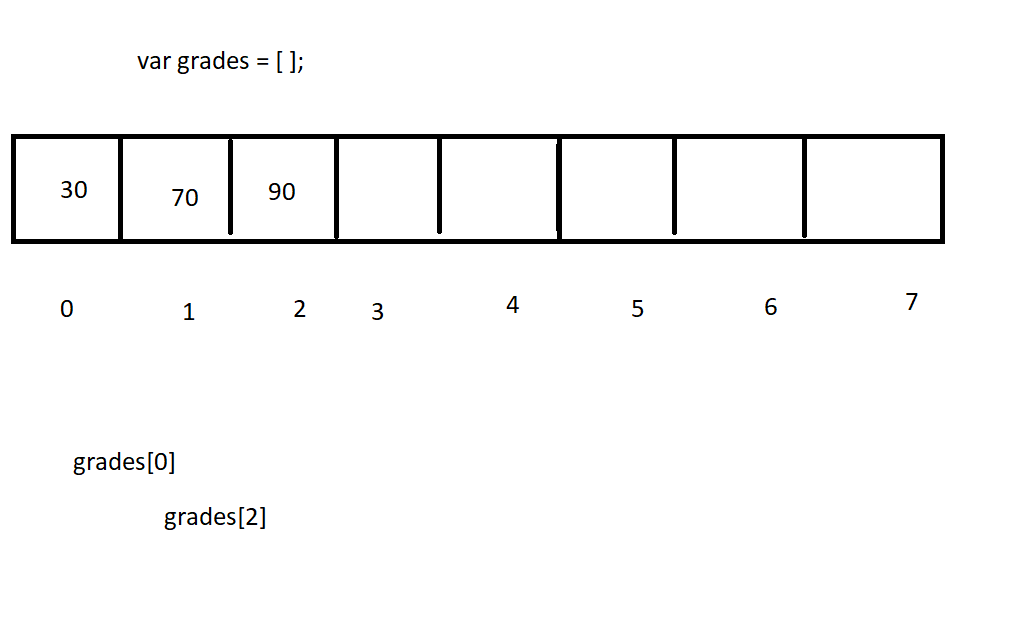 var grades = [ ];
30 70 90
0 1 2 3 4 5 6 7
grades[0]
grades[2]